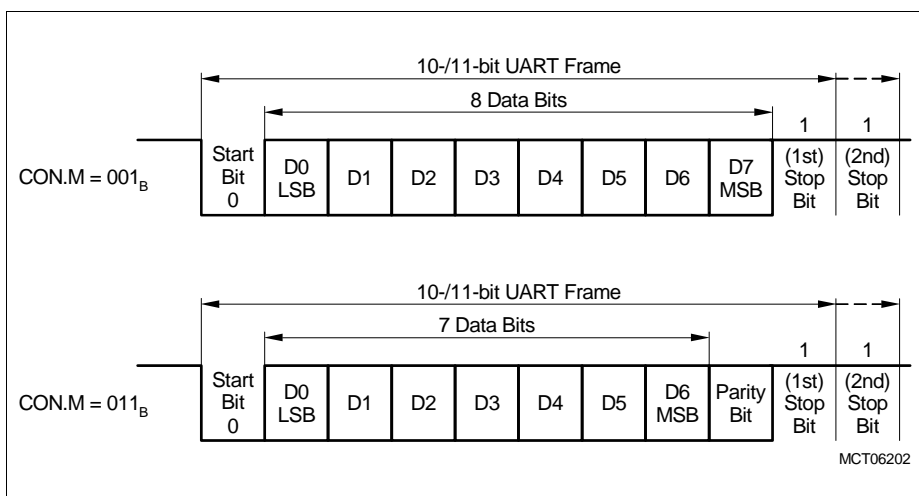 10-/11-bit UART Frame
8 Data Bits
1 1
CON.M = 001B
Start Bit 0
D0 LSB
D1
D2
D3
D4
D5
D6
D7 MSB
(1st) Stop Bit
(2nd) Stop Bit
10-/11-bit UART Frame
7 Data Bits
1 1
CON.M = 011B
Start Bit 0
D0 LSB
D1
D2
D3
D4
D5
D6 MSB
Parity Bit
(1st) Stop Bit
(2nd) Stop Bit
MCT06202